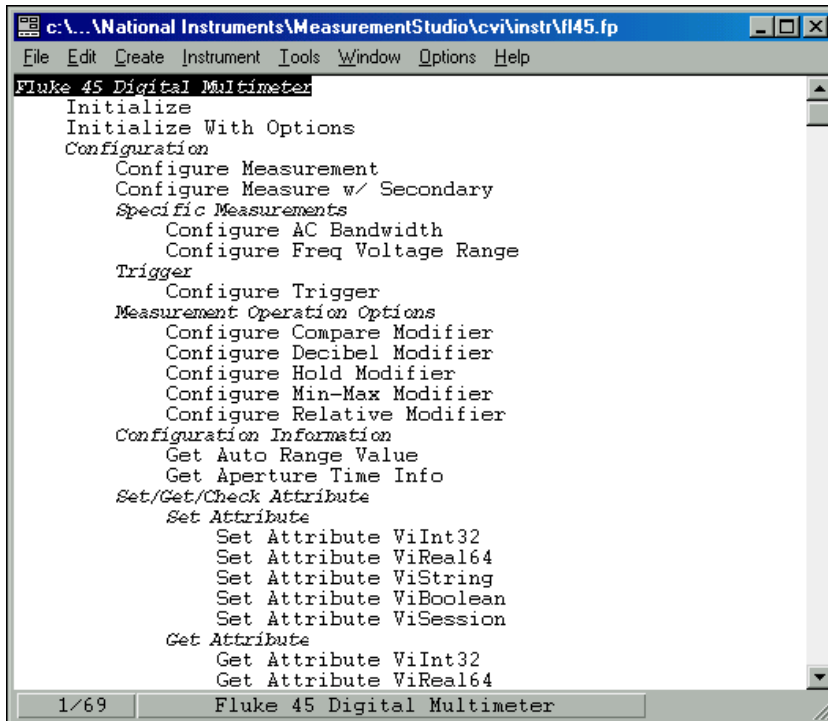 c:\...\National Instruments\MeasurementStudio\cvi\instr\fl45.fp
File Edit Create Instrument Tools Window Options Help
Fluke 45 Digital Multimeter
Initialize
Initialize With Options
Configuration
Configure Measurement
Configure Measure w/ Secondary
Specific Measurements
Configure AC Bandwidth
Configure Freq Voltage Range
Trigger
Configure Trigger
Measurement Operation Options
Configure Compare Modifier
Configure Decibel Modifier
Configure Hold Modifier
Configure Min-Max Modifier
Configure Relative Modifier
Configuration Information
Get Auto Range Value
Get Aperture Time Info
Set/Get/Check Attribute
Set Attribute
Set Attribute ViInt32
Set Attribute ViReal64
Set Attribute ViString
Set Attribute ViBoolean
Set Attribute ViSession
Get Attribute
Get Attribute ViInt32
Get Attribute ViReal64
1/69 Fluke 45 Digital Multimeter